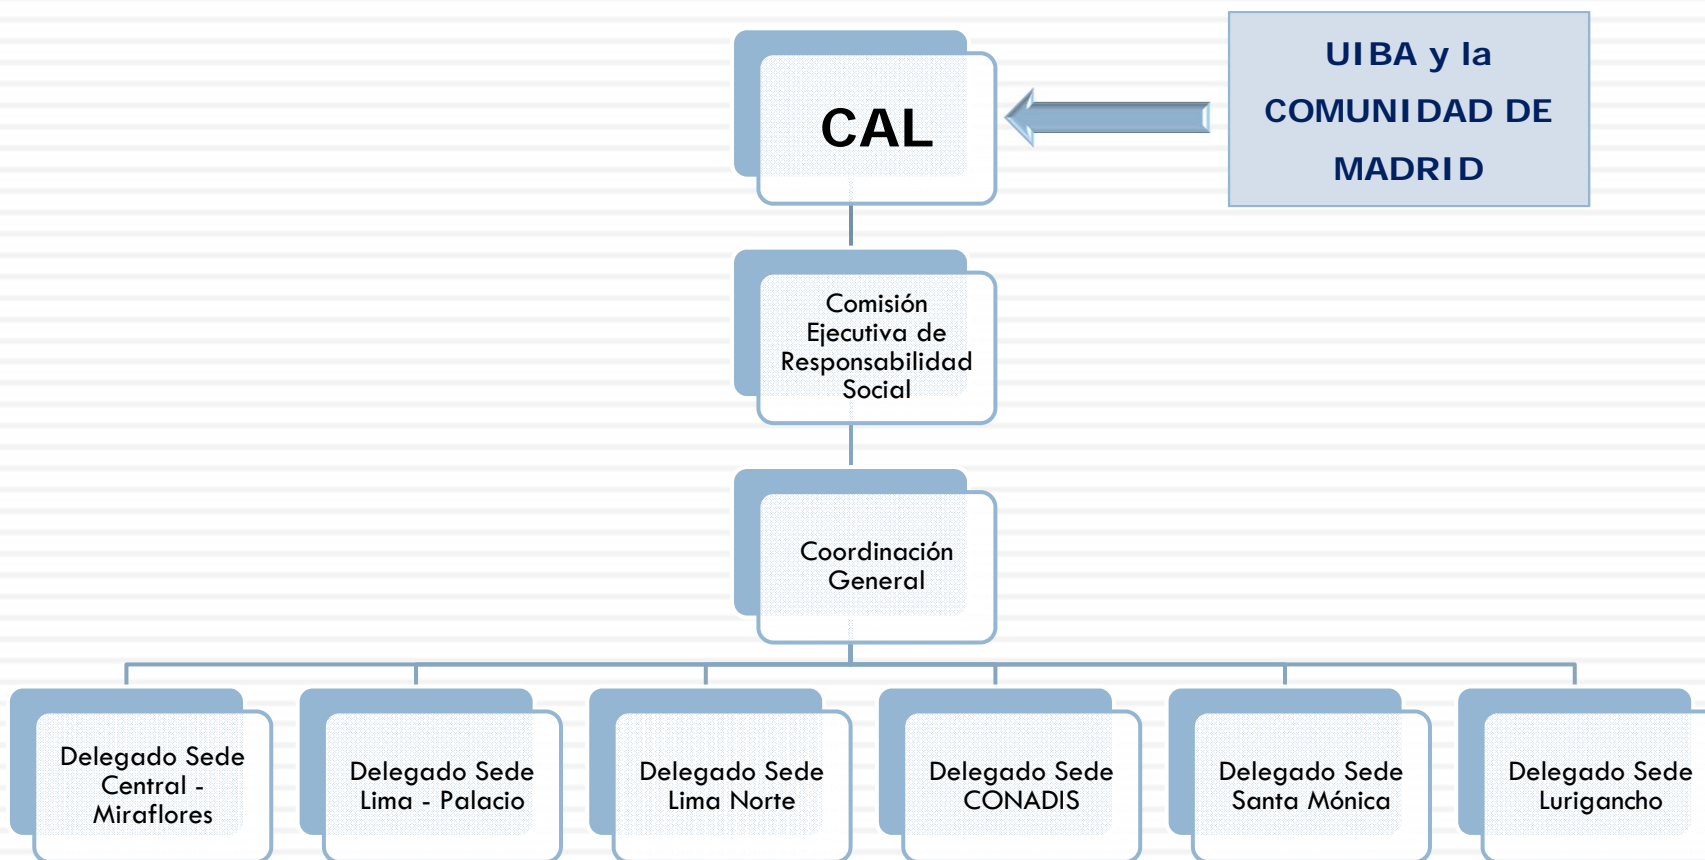 CAL
UIBA y la
COMUNIDAD DE
MADRID
Comisión
Ejecutiva de
Responsabilidad
Social
Coordinación
General
Delegado Sede
Central -
Miraflores
Delegado Sede
Lima - Palacio
Delegado Sede
Lima Norte
Delegado Sede
CONADIS
Delegado Sede
Santa Mónica
Delegado Sede
Lurigancho